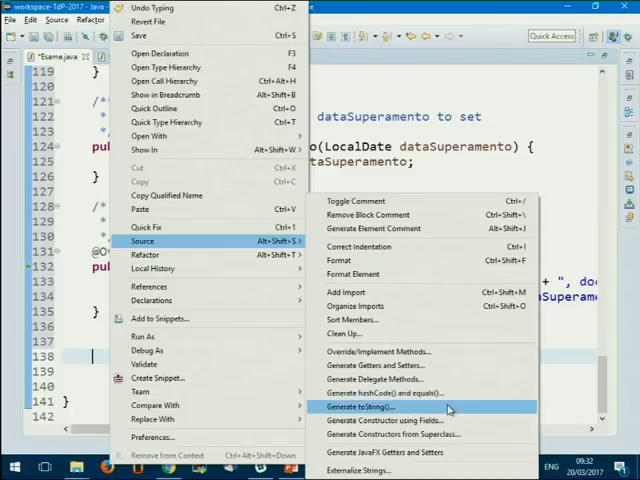 workspace-TdP-2017 - Java -
File Edit Source Refactor
Quick Access
*Esame.java
119 }
120
121 /**
122 dataSuperamento to set
123
124 pu o(LocalDate dataSuperamento) {
125 taSuperamento;
126 }
127
128 /*
129
130
131 @Ov
132 pu
133 + ", doc
134 taSuperamen
135 }
136
137
138
139
140
141 }
142
Undo Typing Ctrl+Z
Revert File
Save Ctrl+S
Open Declaration F3
Open Type Hierarchy F4
Open Call Hierarchy Ctrl+Alt+H
Show in Breadcrumb Alt+Shift+B
Quick Outline Ctrl+O
Quick Type Hierarchy Ctrl+T
Open With
Show In Alt+Shift+W
Cut Ctrl+X
Copy Ctrl+C
Copy Qualified Name
Paste Ctrl+V
Quick Fix Ctrl+1
Source Alt+Shift+S
Refactor Alt+Shift+T
Local History
References
Declarations
Add to Snippets...
Run As
Debug As
Validate
Create Snippet...
Team
Compare With
Replace With
Preferences...
Remove from Context Ctrl+Alt+Shift+Down
Toggle Comment Ctrl+/
Remove Block Comment Ctrl+Shift+\
Generate Element Comment Alt+Shift+J
Correct Indentation Ctrl+I
Format Ctrl+Shift+F
Format Element
Add Import Ctrl+Shift+M
Organize Imports Ctrl+Shift+O
Sort Members...
Clean Up...
Override/Implement Methods...
Generate Getters and Setters...
Generate Delegate Methods...
Generate hashCode() and equals()...
Generate toString()...
Generate Constructor using Fields...
Generate Constructors from Superclass...
Generate JavaFX Getters and Setters
Externalize Strings...
ENG
09:32
20/03/2017